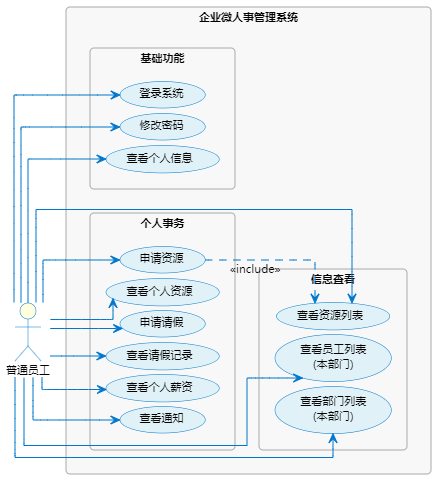 企业微人事管理系统
基础功能
登录系统
修改密码
查看个人信息
个人事务
申请资源
«include»
查看个人资源
申请请假
查看请假记录
查看个人薪资
查看通知
信息查看
查看资源列表
查看员工列表
(本部门)
查看部门列表
(本部门)
普通员工